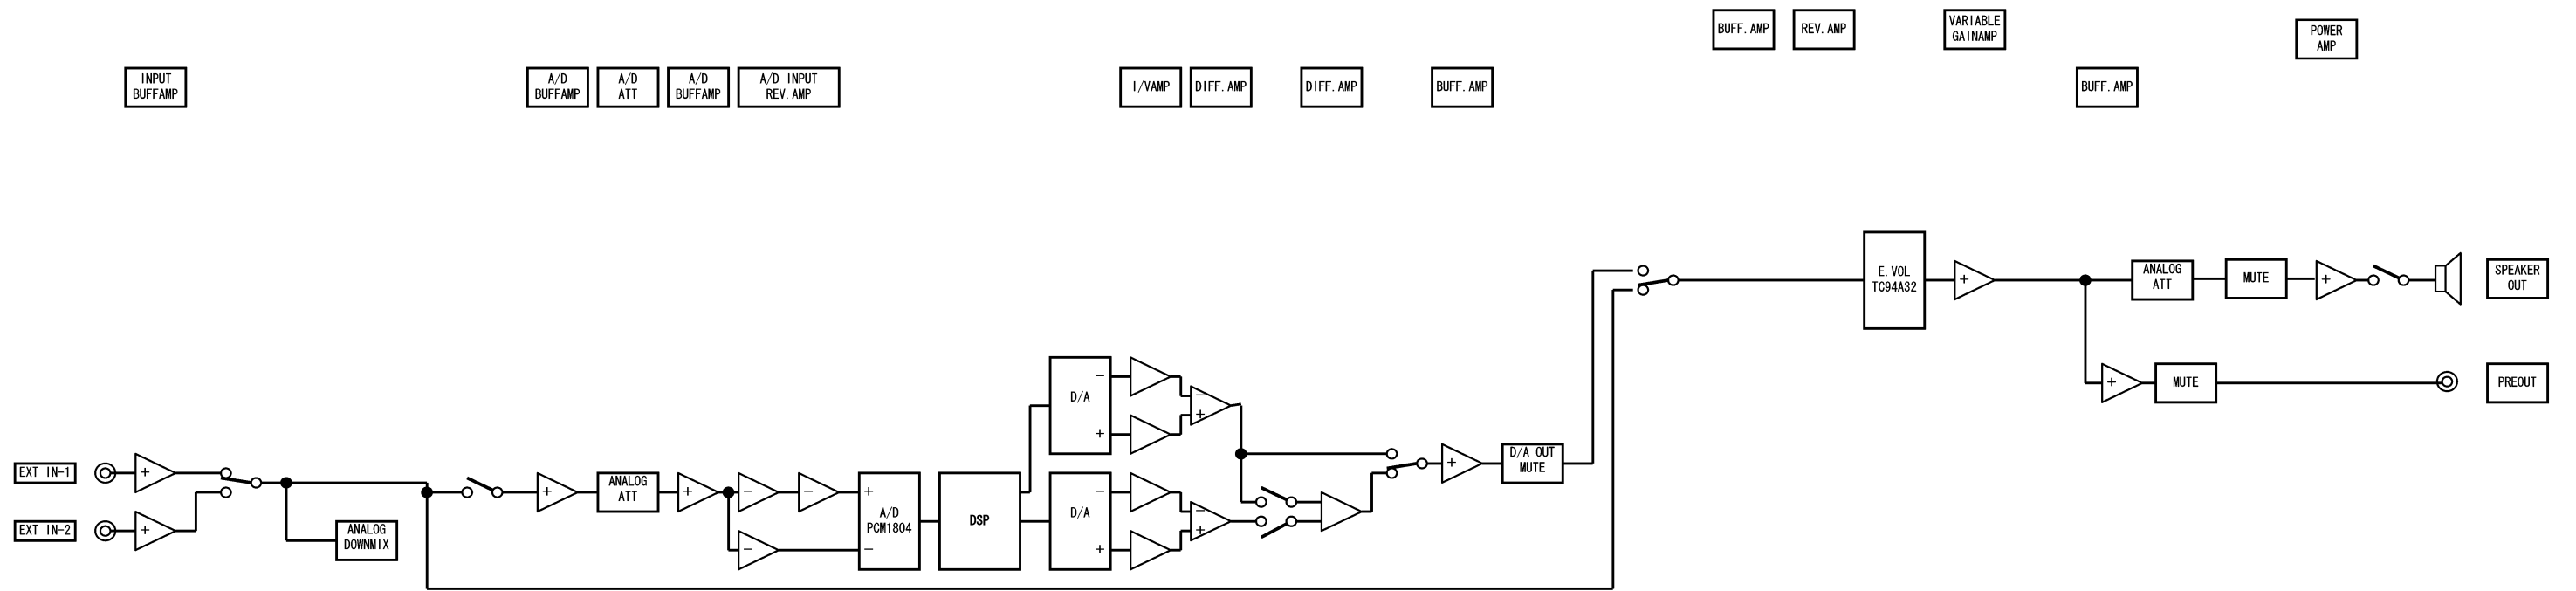 BUFF.AMP
REV.AMP
VARIABLE
GAINAMP
POWER
AMP
INPUT
BUFFAMP
A/D
BUFFAMP
A/D
ATT
A/D
BUFFAMP
A/D INPUT
REV.AMP
I/VAMP
DIFF.AMP
DIFF.AMP
BUFF.AMP
BUFF.AMP
E.VOL
TC94A32
+
ANALOG
ATT
MUTE
+
SPEAKER
OUT
+
MUTE
PREOUT
D/A
−
+
−
+
EXT IN-1
+
EXT IN-2
+
ANALOG
DOWNMIX
+
ANALOG
ATT
+
−
−
−
+
A/D
PCM1804
−
DSP
−
D/A
+
−
+
+
D/A OUT
MUTE